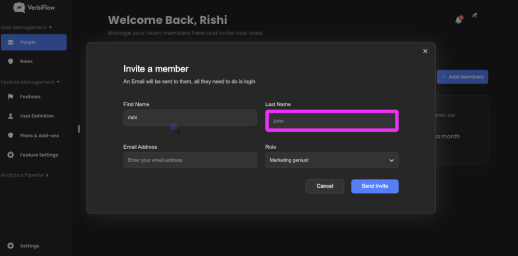 VerbiFlow
Welcome Back, Rishi
Manage your team members here and invite new ones
User Management
People
Roles
Feature Management
Features
User Definition
Plans & Add-ons
Feature Settings
Analytics Pipeline
Settings
+ Add Members
a month
Invite a member
An Email will be sent to them, all they need to do is login
First Name
Last Name
rishi
John
Email Address
Role
Enter your email address
Marketing genius!
Cancel
Send Invite